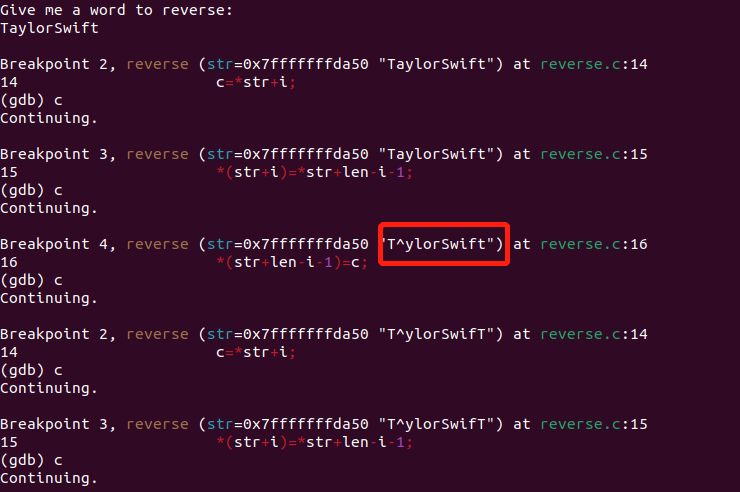 Give me a word to reverse:
TaylorSwift
Breakpoint 2, reverse (str=0x7fffffffda50 "TaylorSwift") at reverse.c:14
14                      c=*str+i;
(gdb) c
Continuing.
Breakpoint 3, reverse (str=0x7fffffffda50 "TaylorSwift") at reverse.c:15
15                      *(str+i)=*str+len-i-1;
(gdb) c
Continuing.
Breakpoint 4, reverse (str=0x7fffffffda50 "T^ylorSwift") at reverse.c:16
16                      *(str+len-i-1)=c;
(gdb) c
Continuing.
Breakpoint 2, reverse (str=0x7fffffffda50 "T^ylorSwifT") at reverse.c:14
14                      c=*str+i;
(gdb) c
Continuing.
Breakpoint 3, reverse (str=0x7fffffffda50 "T^ylorSwifT") at reverse.c:15
15                      *(str+i)=*str+len-i-1;
(gdb) c
Continuing.